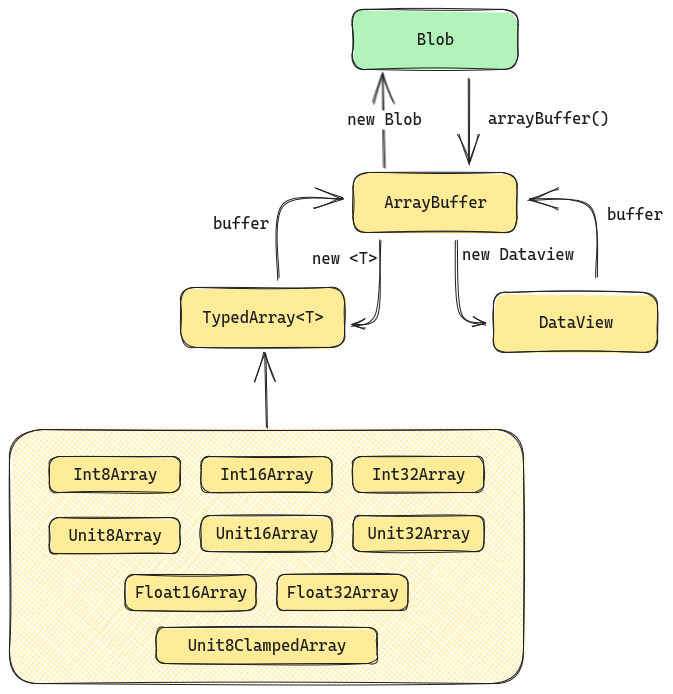 Blob
new Blob
arrayBuffer()
ArrayBuffer
buffer
buffer
new <T>
new Dataview
TypedArray<T>
DataView
Int8Array
Int16Array
Int32Array
Unit8Array
Unit16Array
Unit32Array
Float16Array
Float32Array
Unit8ClampedArray